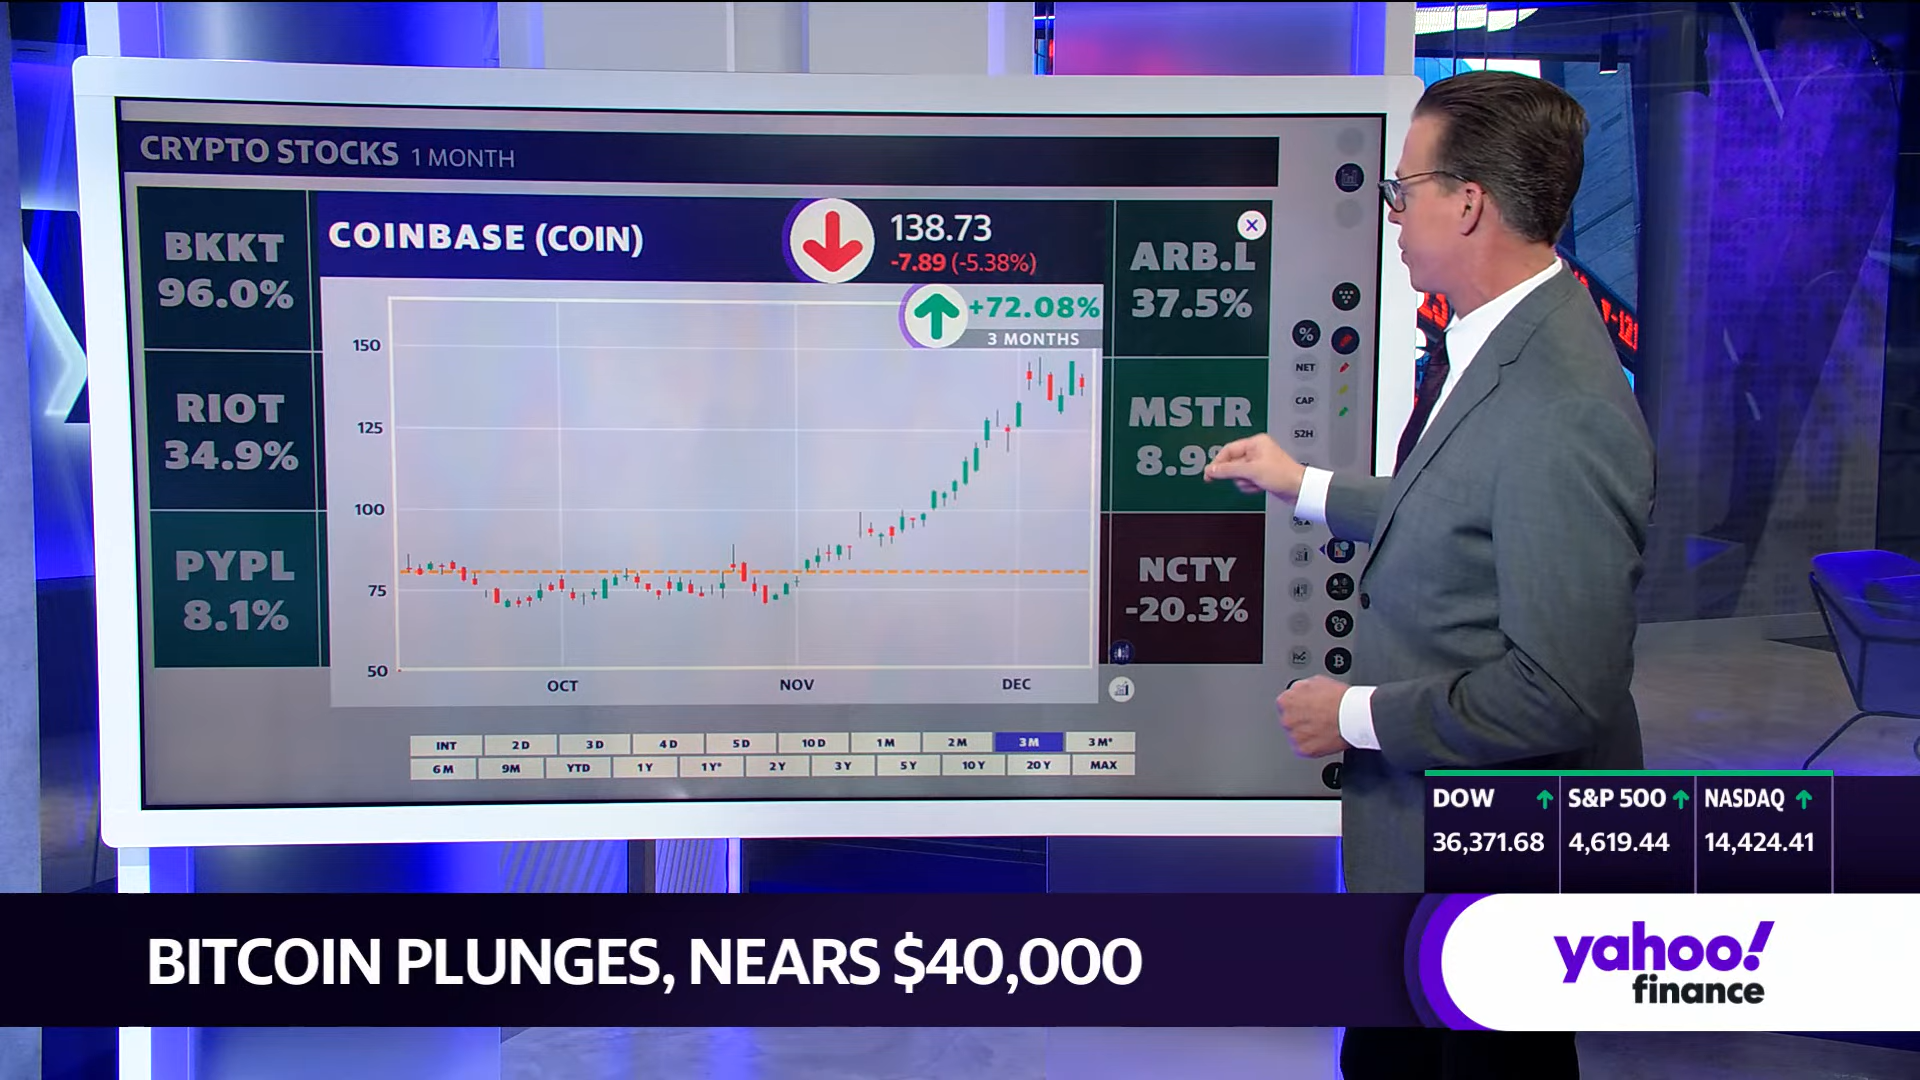 CRYPTO STOCKS 1 MONTH
BKKT
96.0%
RIOT
34.9%
PYPL
8.1%
COINBASE (COIN)
138.73
-7.89 (-5.38%)
+72.08%
3 MONTHS
150
125
100
75
50
OCT NOV DEC
ARB.L
37.5%
MSTR
8.9
NCTY
-20.3%
%
NET
CAP
52H
INT 2D 3D 4D 5D 10D 1M 2M 3M 3M*
6M 9M YTD 1Y 1Y* 2Y 3Y 5Y 10Y 20Y MAX
DOW S&P 500 NASDAQ
36,371.68 4,619.44 14,424.41
BITCOIN PLUNGES, NEARS $40,000
yahoo!
finance